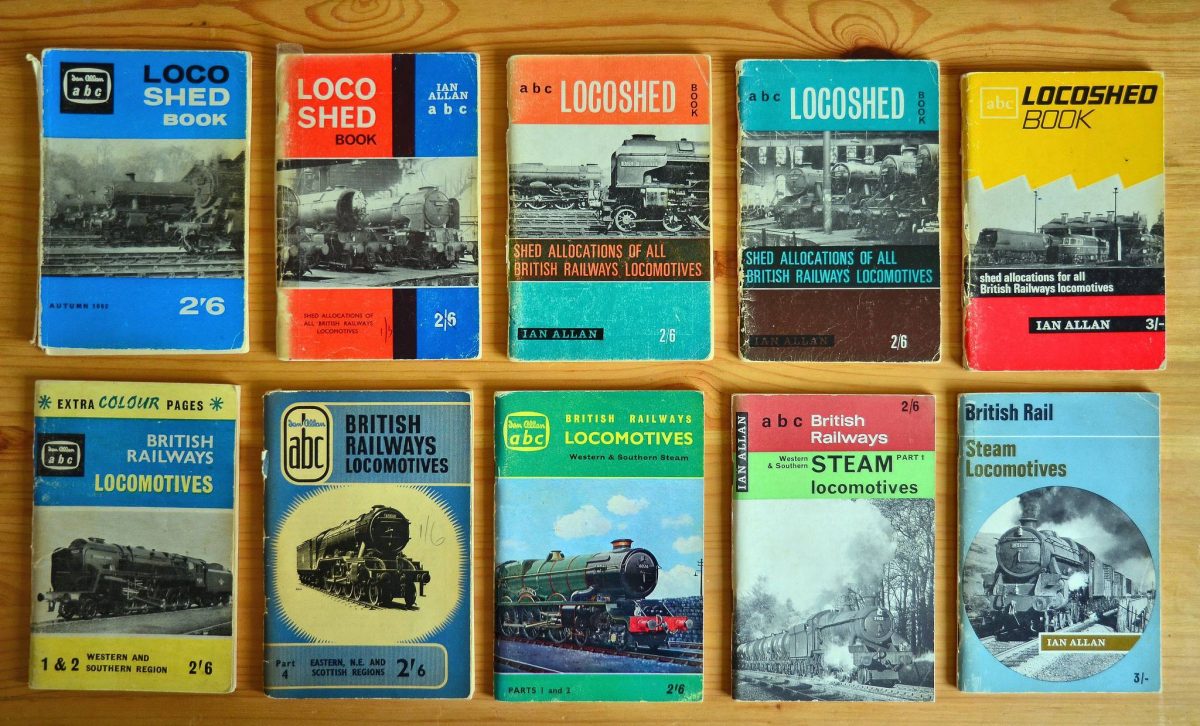 Ian Allan
abc
LOCO
SHED
BOOK
AUTUMN 1962
2'6
LOCO
SHED
BOOK
IAN
ALLAN
abc
SHED ALLOCATIONS OF
ALL BRITISH RAILWAYS
LOCOMOTIVES
2/6
abc LOCOSHED BOOK
SHED ALLOCATIONS OF ALL
BRITISH RAILWAYS LOCOMOTIVES
IAN ALLAN 2/6
abc LOCOSHED BOOK
SHED ALLOCATIONS OF ALL
BRITISH RAILWAYS LOCOMOTIVES
IAN ALLAN 2/6
abc LOCOSHED
BOOK
shed allocations for all
British Railways locomotives
IAN ALLAN 3/-
EXTRA COLOUR PAGES
Ian Allan
abc
BRITISH
RAILWAYS
LOCOMOTIVES
1 & 2 WESTERN AND
SOUTHERN REGION 2'6
Ian Allan
abc
BRITISH
RAILWAYS
LOCOMOTIVES
1/6
Part
4
EASTERN, N.E. AND
SCOTTISH REGIONS
2'6
Ian Allan
abc
BRITISH RAILWAYS
LOCOMOTIVES
Western & Southern Steam
PARTS 1 and 2 2/6
IAN ALLAN
2/6
abc British
Railways
Western
& Southern
STEAM PART 1
locomotives
British Rail
Steam
Locomotives
IAN ALLAN
3/-